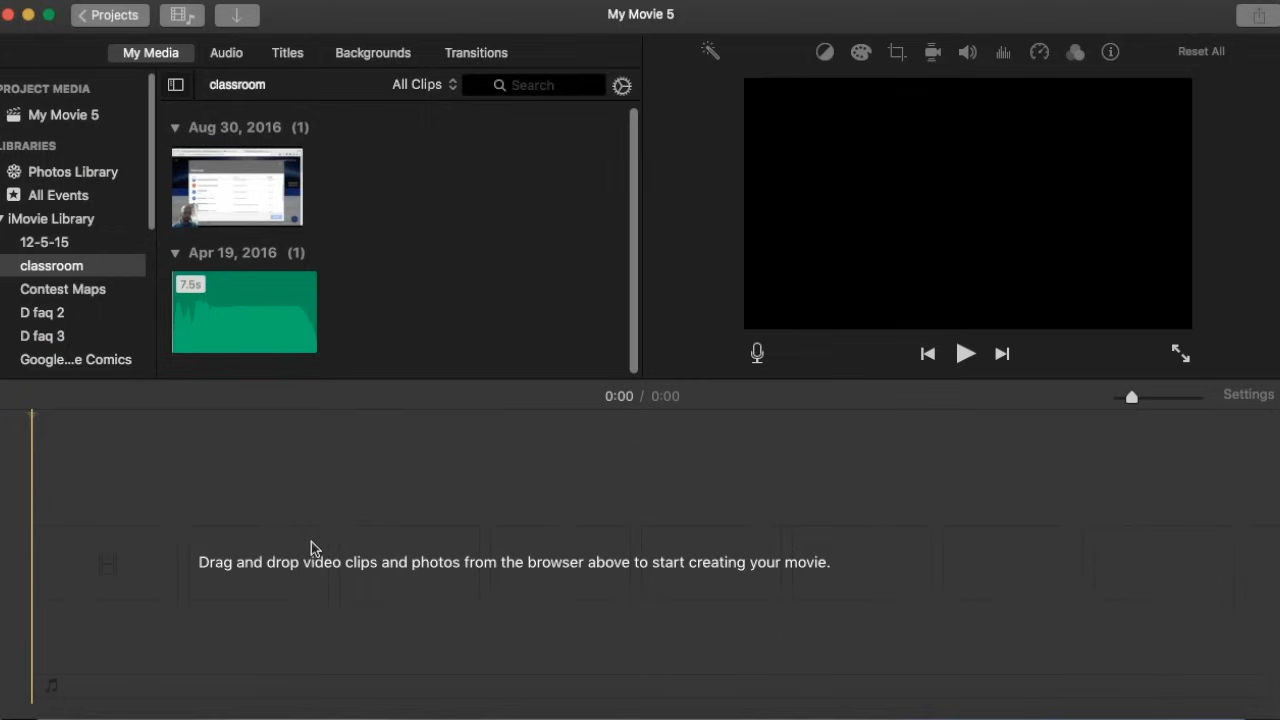 Projects
My Movie 5
My Media Audio Titles Backgrounds Transitions
Reset All
PROJECT MEDIA
My Movie 5
LIBRARIES
Photos Library
All Events
iMovie Library
12-5-15
classroom
Contest Maps
D faq 2
D faq 3
Google...e Comics
classroom All Clips Search
Aug 30, 2016 (1)
Apr 19, 2016 (1)
7.5s
0:00 / 0:00
Settings
Drag and drop video clips and photos from the browser above to start creating your movie.